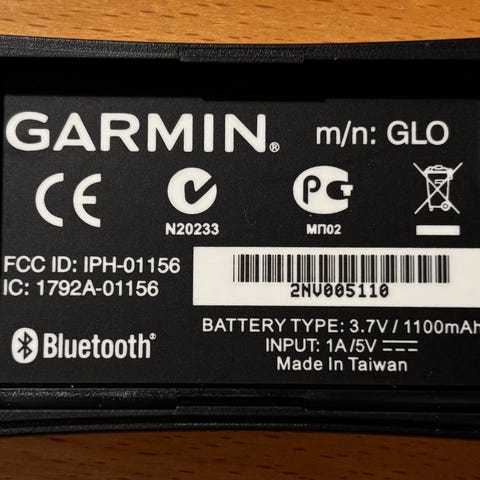 GARMIN® m/n: GLO
CE
N20233
PG
МП02
FCC ID: IPH-01156
IC: 1792A-01156
2NV005110
Bluetooth®
BATTERY TYPE: 3.7V / 1100mAh
INPUT: 1A /5V
Made In Taiwan